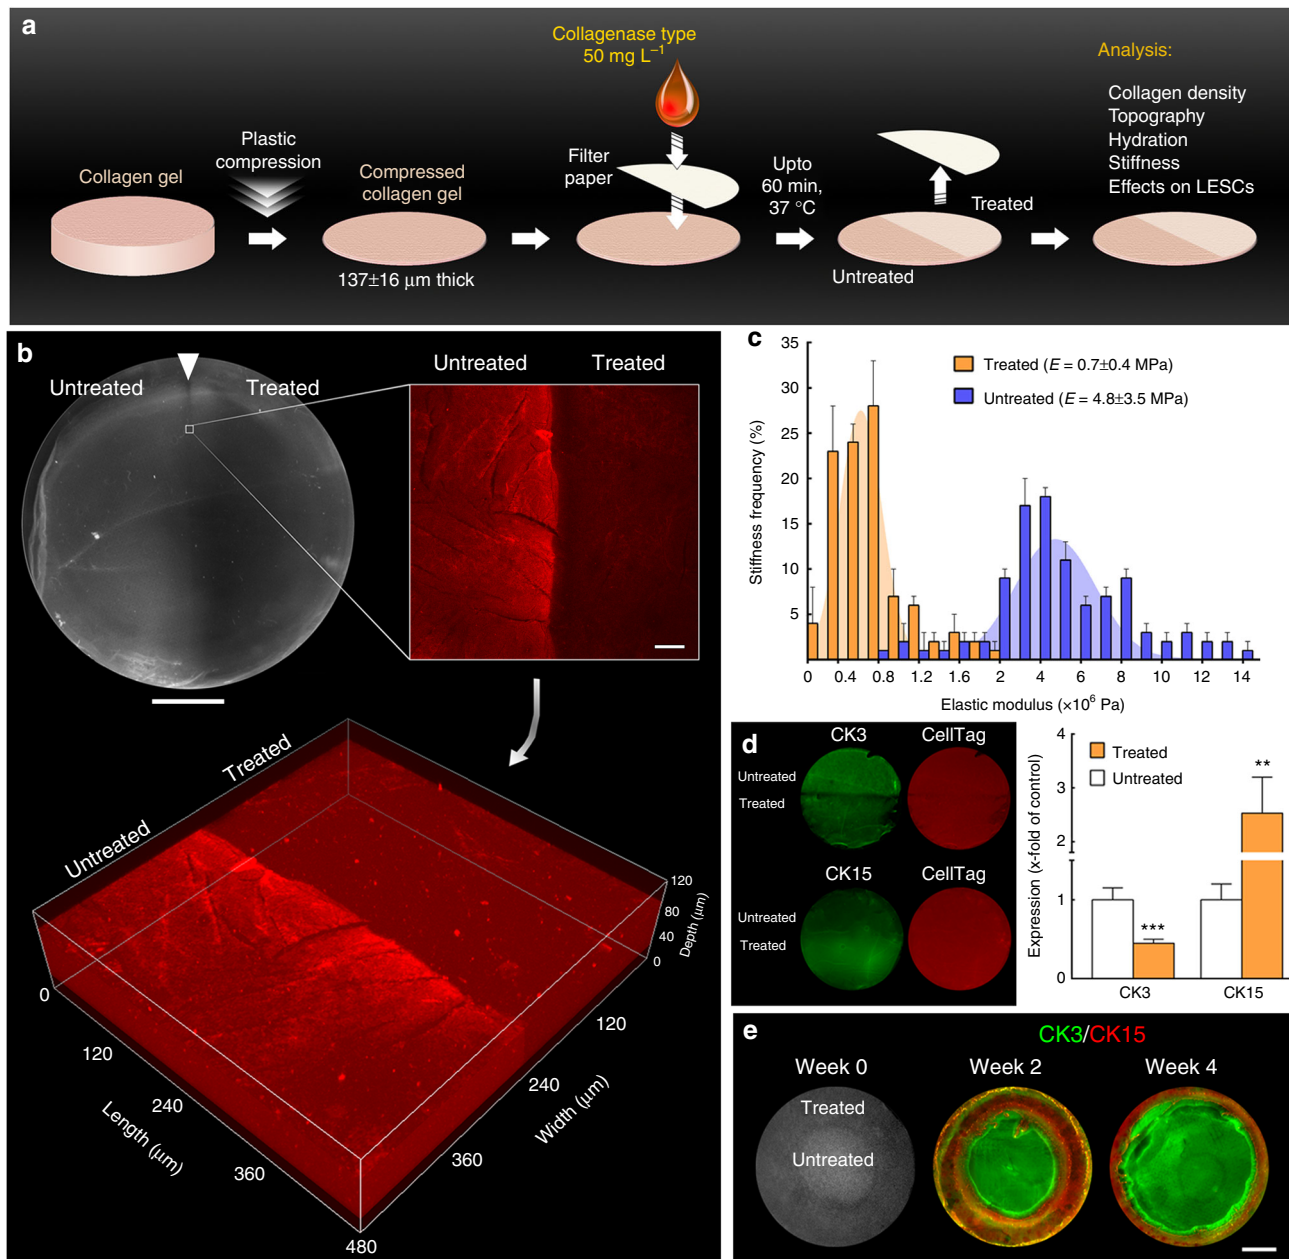 a
Collagen gel
Plastic
compression
Compressed
collagen gel
137±16 μm thick
Collagenase type
50 mg L⁻¹
Filter
paper
Upto
60 min,
37 °C
Treated
Untreated
Analysis:
Collagen density
Topography
Hydration
Stiffness
Effects on LESCs
b
Untreated
Treated
Untreated
Treated
Untreated
Treated
0
120
240
360
480
Length (μm)
120
240
360
Width (μm)
120
80
40
0
Depth (μm)
c
Stiffness frequency (%)
35
30
25
20
15
10
5
Treated (E = 0.7±0.4 MPa)
Untreated (E = 4.8±3.5 MPa)
0 0.4 0.8 1.2 1.6 2 4 6 8 10 12 14
Elastic modulus (×10⁶ Pa)
d
CK3 CellTag
Untreated
Treated
CK15 CellTag
Untreated
Treated
Expression (x-fold of control)
4
3
2
1
0
Treated
Untreated
***
**
CK3 CK15
e
CK3/CK15
Week 0 Week 2 Week 4
Treated
Untreated